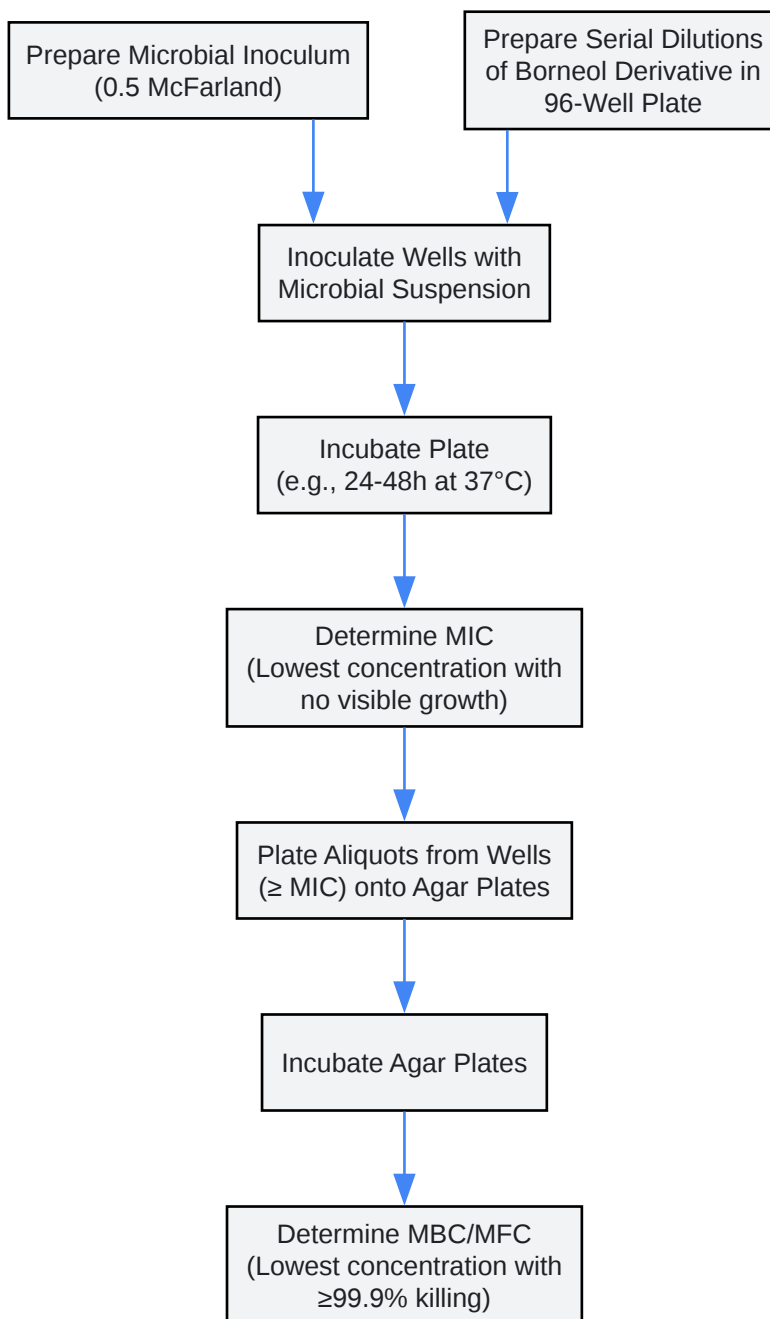 Prepare Microbial Inoculum
(0.5 McFarland)
Prepare Serial Dilutions
of Borneol Derivative in
96-Well Plate
Inoculate Wells with
Microbial Suspension
Incubate Plate
(e.g., 24-48h at 37°C)
Determine MIC
(Lowest concentration with
no visible growth)
Plate Aliquots from Wells
(≥ MIC) onto Agar Plates
Incubate Agar Plates
Determine MBC/MFC
(Lowest concentration with
≥99.9% killing)